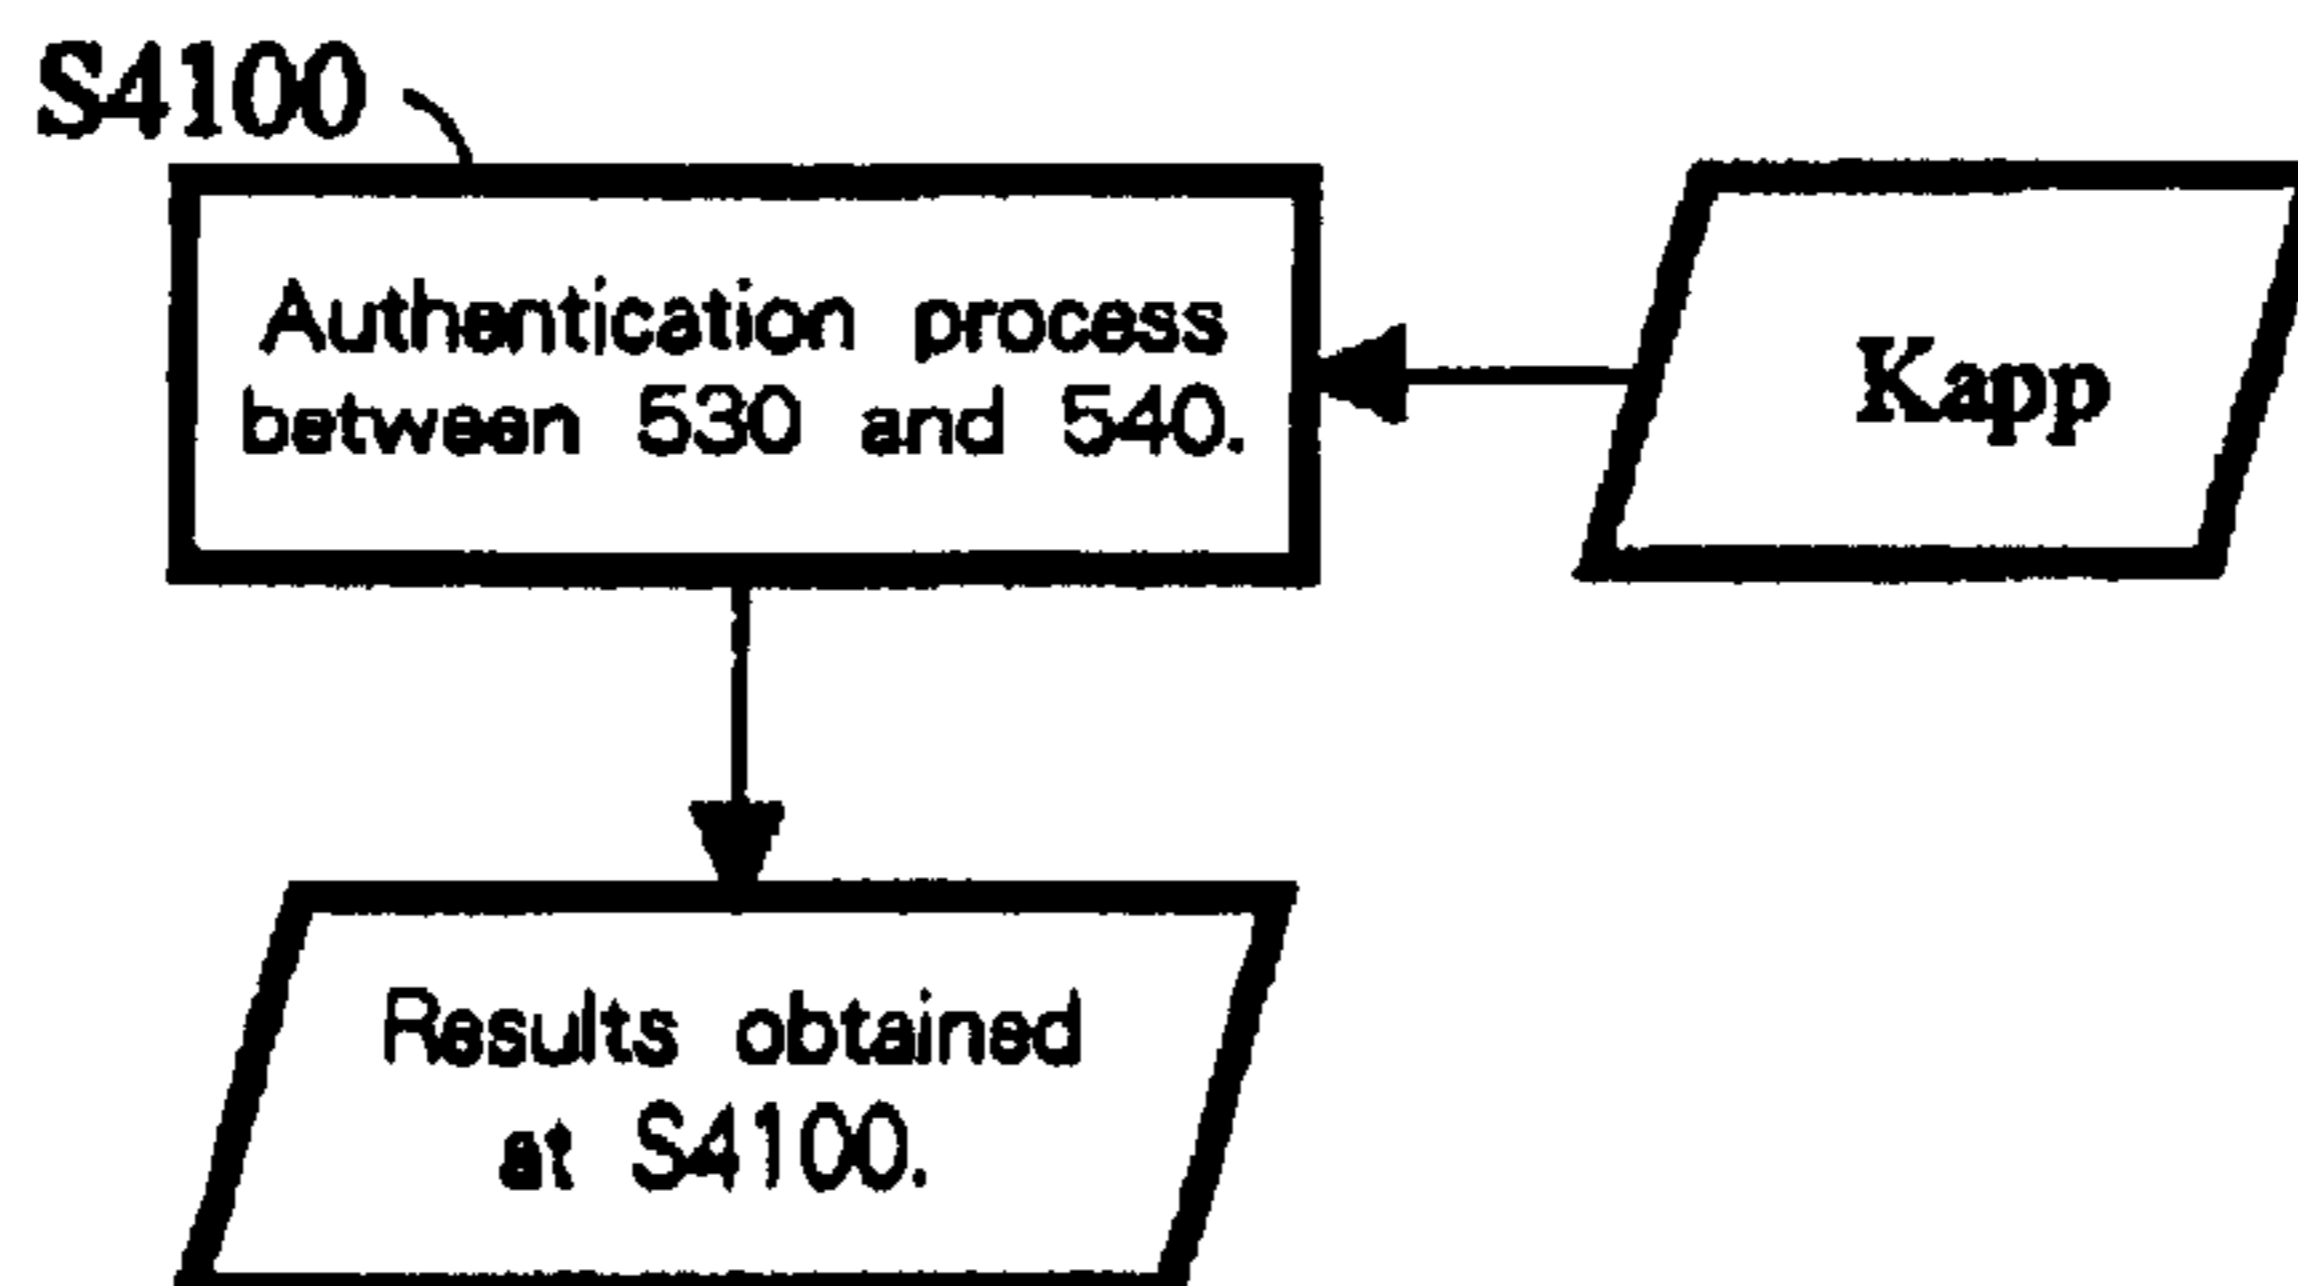 S4100
Authentication process
between 530 and 540.
Kapp
Results obtained
at S4100.